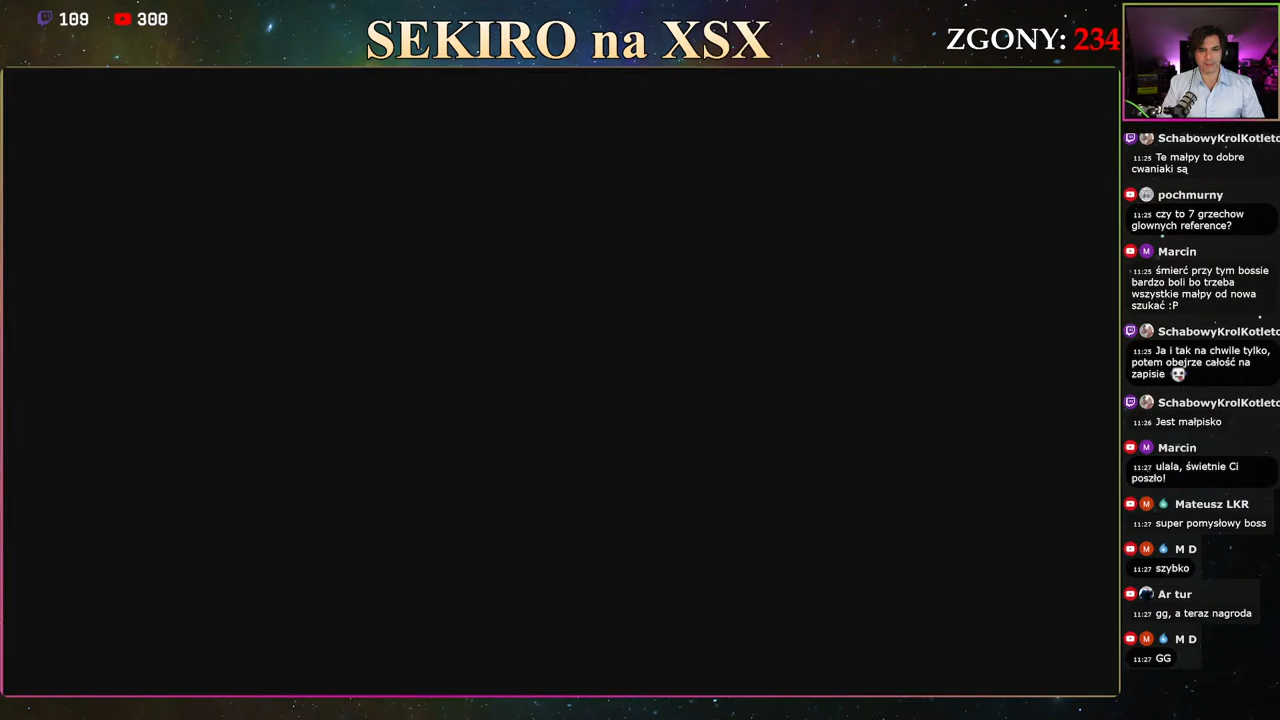 109 300
SEKIRO na XSX
ZGONY: 234
SchabowyKrolKotleto
11:25 Te małpy to dobre
cwaniaki są
pochmurny
11:25 czy to 7 grzechow
glownych reference?
M Marcin
11:25 śmierć przy tym bossie
bardzo boli bo trzeba
wszystkie małpy od nowa
szukać :P
SchabowyKrolKotleto
11:25 Ja i tak na chwile tylko,
potem obejrze całość na
zapisie
SchabowyKrolKotleto
11:26 Jest małpisko
M Marcin
11:27 ulala, świetnie Ci
poszło!
M Mateusz LKR
11:27 super pomysłowy boss
M M D
11:27 szybko
Ar tur
11:27 gg, a teraz nagroda
M M D
11:27 GG